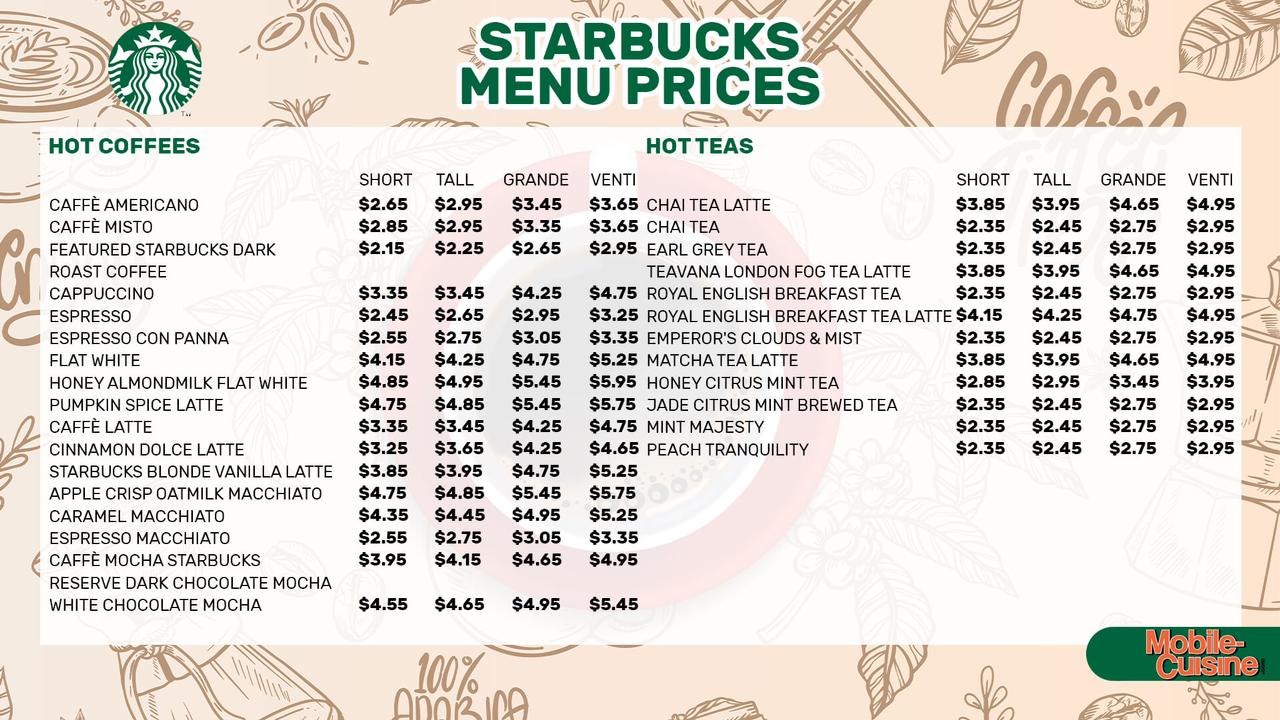 STARBUCKS
MENU PRICES
Coffee
TM
HOT COFFEES
SHORT TALL GRANDE VENTI
CAFFÈ AMERICANO $2.65 $2.95 $3.45 $3.65
CAFFÈ MISTO $2.85 $2.95 $3.35 $3.65
FEATURED STARBUCKS DARK $2.15 $2.25 $2.65 $2.95
ROAST COFFEE
CAPPUCCINO $3.35 $3.45 $4.25 $4.75
ESPRESSO $2.45 $2.65 $2.95 $3.25
ESPRESSO CON PANNA $2.55 $2.75 $3.05 $3.35
FLAT WHITE $4.15 $4.25 $4.75 $5.25
HONEY ALMONDMILK FLAT WHITE $4.85 $4.95 $5.45 $5.95
PUMPKIN SPICE LATTE $4.75 $4.85 $5.45 $5.75
CAFFÈ LATTE $3.35 $3.45 $4.25 $4.75
CINNAMON DOLCE LATTE $3.25 $3.65 $4.25 $4.65
STARBUCKS BLONDE VANILLA LATTE $3.85 $3.95 $4.75 $5.25
APPLE CRISP OATMILK MACCHIATO $4.75 $4.85 $5.45 $5.75
CARAMEL MACCHIATO $4.35 $4.45 $4.95 $5.25
ESPRESSO MACCHIATO $2.55 $2.75 $3.05 $3.35
CAFFÈ MOCHA STARBUCKS $3.95 $4.15 $4.65 $4.95
RESERVE DARK CHOCOLATE MOCHA
WHITE CHOCOLATE MOCHA $4.55 $4.65 $4.95 $5.45
HOT TEAS
SHORT TALL GRANDE VENTI
CHAI TEA LATTE $3.85 $3.95 $4.65 $4.95
CHAI TEA $2.35 $2.45 $2.75 $2.95
EARL GREY TEA $2.35 $2.45 $2.75 $2.95
TEAVANA LONDON FOG TEA LATTE $3.85 $3.95 $4.65 $4.95
ROYAL ENGLISH BREAKFAST TEA $2.35 $2.45 $2.75 $2.95
ROYAL ENGLISH BREAKFAST TEA LATTE $4.15 $4.25 $4.75 $4.95
EMPEROR'S CLOUDS & MIST $2.35 $2.45 $2.75 $2.95
MATCHA TEA LATTE $3.85 $3.95 $4.65 $4.95
HONEY CITRUS MINT TEA $2.85 $2.95 $3.45 $3.95
JADE CITRUS MINT BREWED TEA $2.35 $2.45 $2.75 $2.95
MINT MAJESTY $2.35 $2.45 $2.75 $2.95
PEACH TRANQUILITY $2.35 $2.45 $2.75 $2.95
100%
ARABICA
Mobile-
Cuisine.com